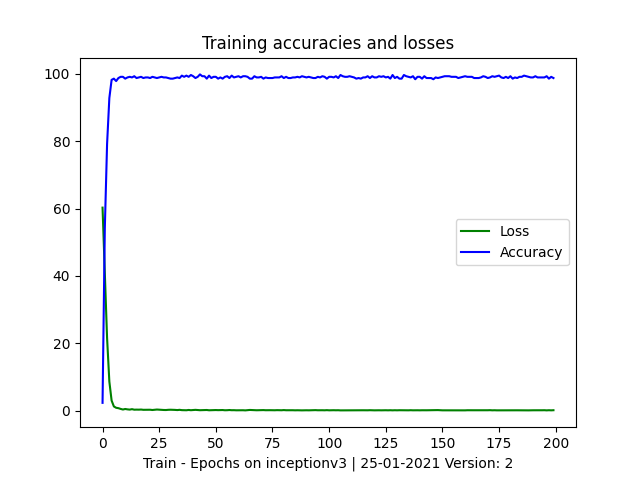 Training accuracies and losses
100
80
60
40
20
0
Loss
Accuracy
0 25 50 75 100 125 150 175 200
Train - Epochs on inceptionv3 | 25-01-2021 Version: 2